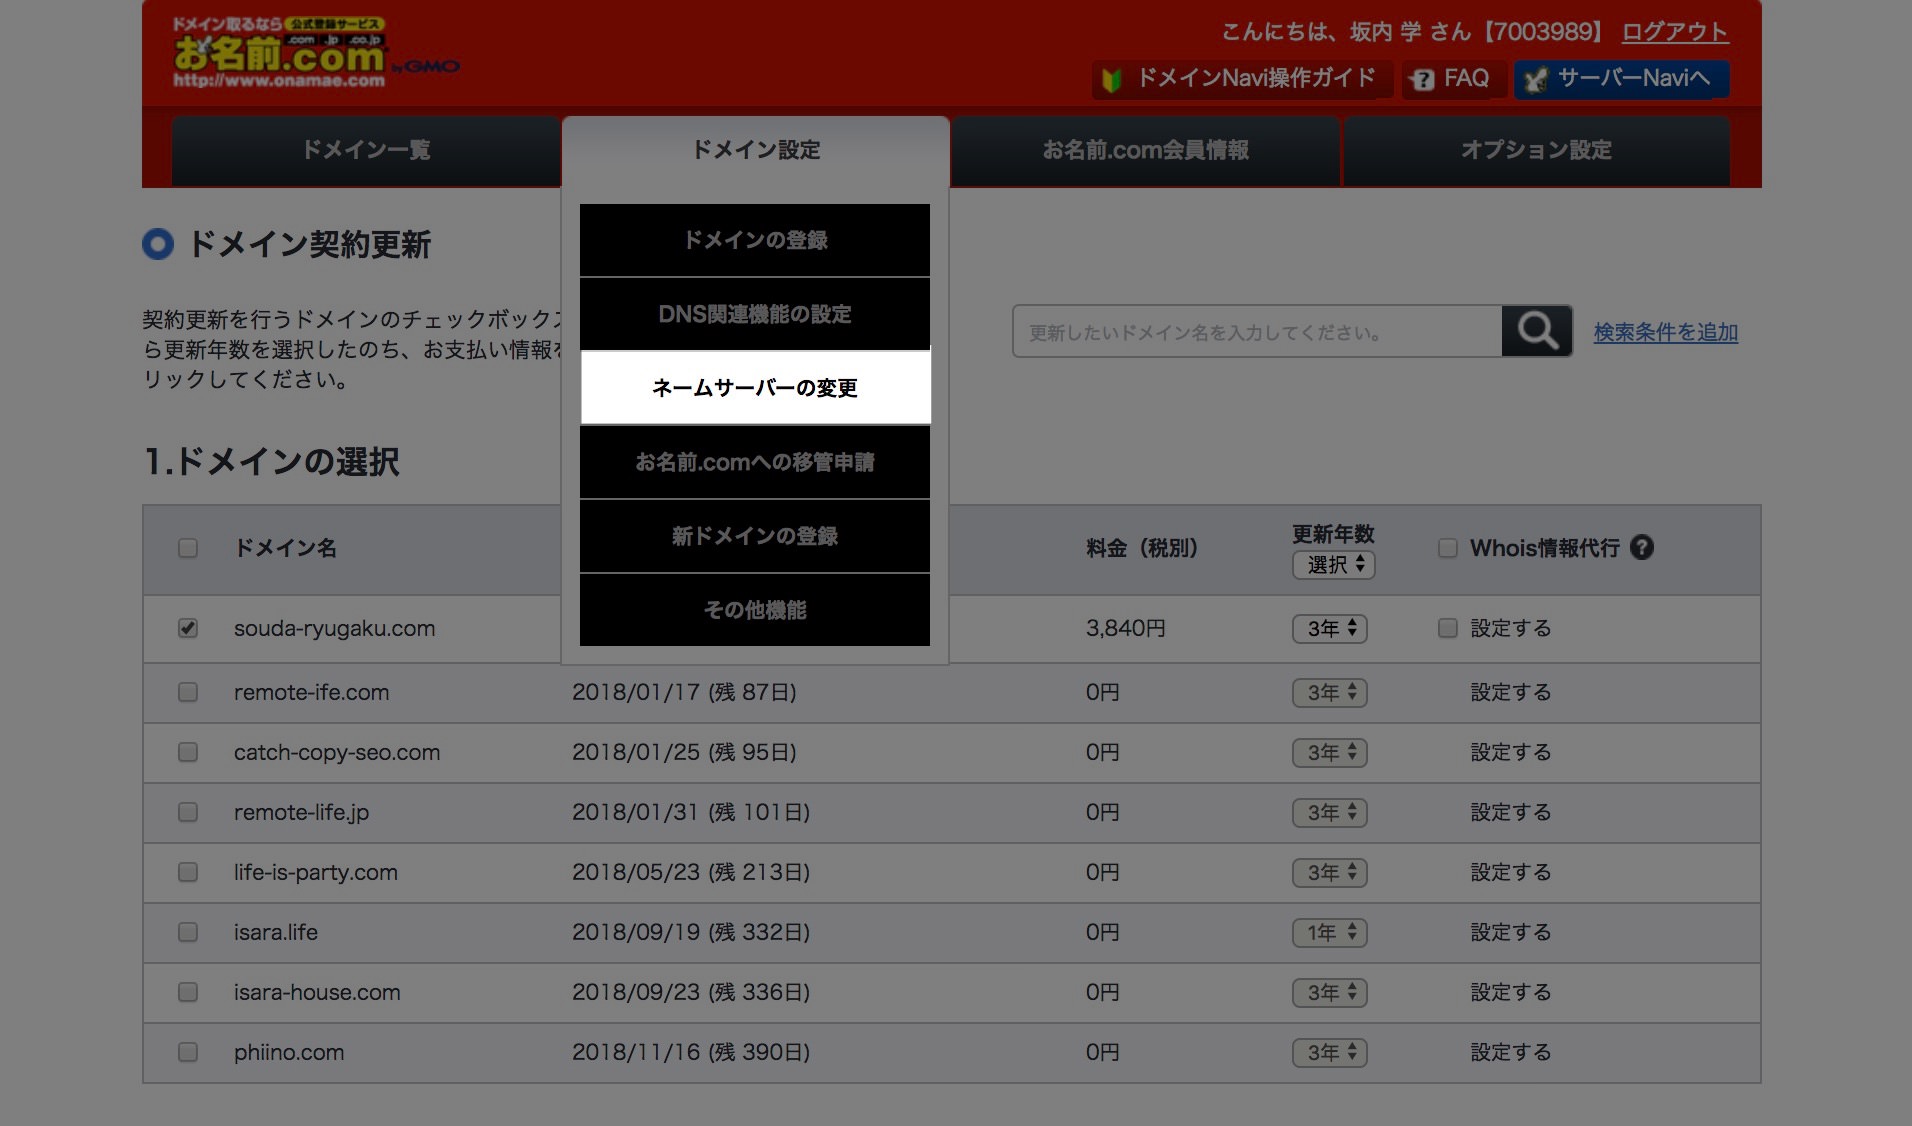 ドメイン取るなら 公式登録サービス
.com .jp .co.jp
お名前.com by GMO
http://www.onamae.com
こんにちは、坂内 学 さん【7003989】 ログアウト
ドメインNavi操作ガイド FAQ サーバーNaviへ
ドメイン一覧 ドメイン設定 お名前.com会員情報 オプション設定
ドメインの登録
DNS関連機能の設定
ネームサーバーの変更
お名前.comへの移管申請
新ドメインの登録
その他機能
ドメイン契約更新
契約更新を行うドメインのチェックボックス
ら更新年数を選択したのち、お支払い情報を
リックしてください。
更新したいドメイン名を入力してください。 検索条件を追加
1.ドメインの選択
ドメイン名 料金（税別） 更新年数 選択 Whois情報代行 ?
souda-ryugaku.com 3,840円 3年 設定する
remote-ife.com 2018/01/17 (残 87日) 0円 3年 設定する
catch-copy-seo.com 2018/01/25 (残 95日) 0円 3年 設定する
remote-life.jp 2018/01/31 (残 101日) 0円 3年 設定する
life-is-party.com 2018/05/23 (残 213日) 0円 3年 設定する
isara.life 2018/09/19 (残 332日) 0円 1年 設定する
isara-house.com 2018/09/23 (残 336日) 0円 3年 設定する
phiino.com 2018/11/16 (残 390日) 0円 3年 設定する